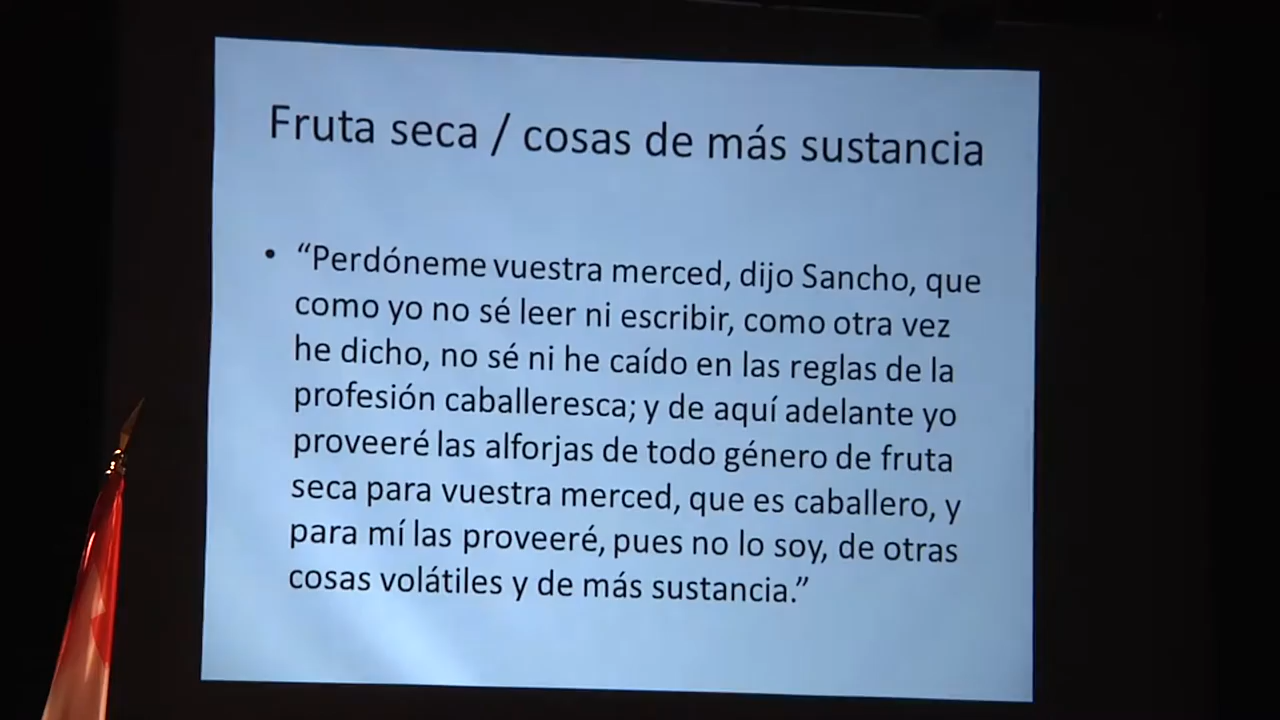 Fruta seca / cosas de más sustancia
• “Perdóneme vuestra merced, dijo Sancho, que
como yo no sé leer ni escribir, como otra vez
he dicho, no sé ni he caído en las reglas de la
profesión caballeresca; y de aquí adelante yo
proveeré las alforjas de todo género de fruta
seca para vuestra merced, que es caballero, y
para mí las proveeré, pues no lo soy, de otras
cosas volátiles y de más sustancia.”